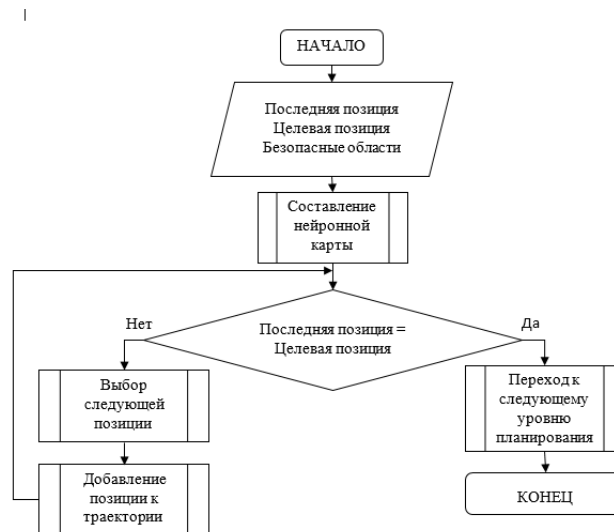 НАЧАЛО
Последняя позиция
Целевая позиция
Безопасные области
Составление
нейронной
карты
Последняя позиция =
Целевая позиция
Нет
Да
Выбор
следующей
позиции
Добавление
позиции к
траектории
Переход к
следующему
уровню
планирования
КОНЕЦ